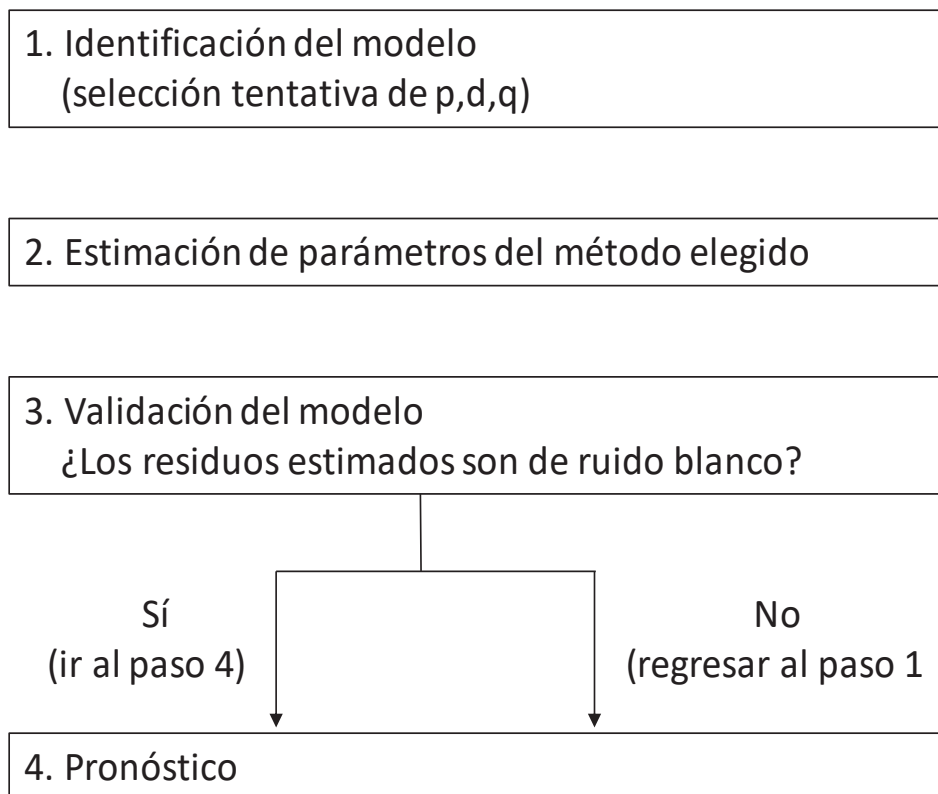 1. Identificación del modelo
(selección tentativa de p,d,q)
2. Estimación de parámetros del método elegido
3. Validación del modelo
¿Los residuos estimados son de ruido blanco?
Sí
(ir al paso 4)
No
(regresar al paso 1
4. Pronóstico